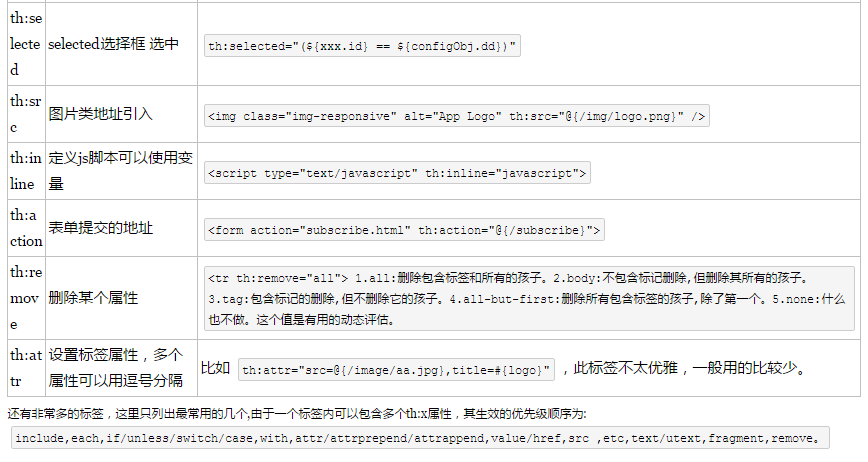 th:se
lecte
d
selected选择框 选中
th:selected="(${xxx.id} == ${configObj.dd})"
th:sr
c
图片类地址引入
<img class="img-responsive" alt="App Logo" th:src="@{/img/logo.png}" />
th:in
line
定义js脚本可以使用变
量
<script type="text/javascript" th:inline="javascript">
th:a
ction
表单提交的地址
<form action="subscribe.html" th:action="@{/subscribe}">
th:re
mov
e
删除某个属性
<tr th:remove="all"> 1.all:删除包含标签和所有的孩子。2.body:不包含标记删除,但删除其所有的孩子。
3.tag:包含标记的删除,但不删除它的孩子。4.all-but-first:删除所有包含标签的孩子,除了第一个。5.none:什么
也不做。这个值是有用的动态评估。
th:at
tr
设置标签属性，多个
属性可以用逗号分隔
比如 th:attr="src=@{/image/aa.jpg},title=#{logo}" ，此标签不太优雅，一般用的比较少。
还有非常多的标签，这里只列出最常用的几个,由于一个标签内可以包含多个th:x属性，其生效的优先级顺序为:
include,each,if/unless/switch/case,with,attr/attrprepend/attrappend,value/href,src ,etc,text/utext,fragment,remove。